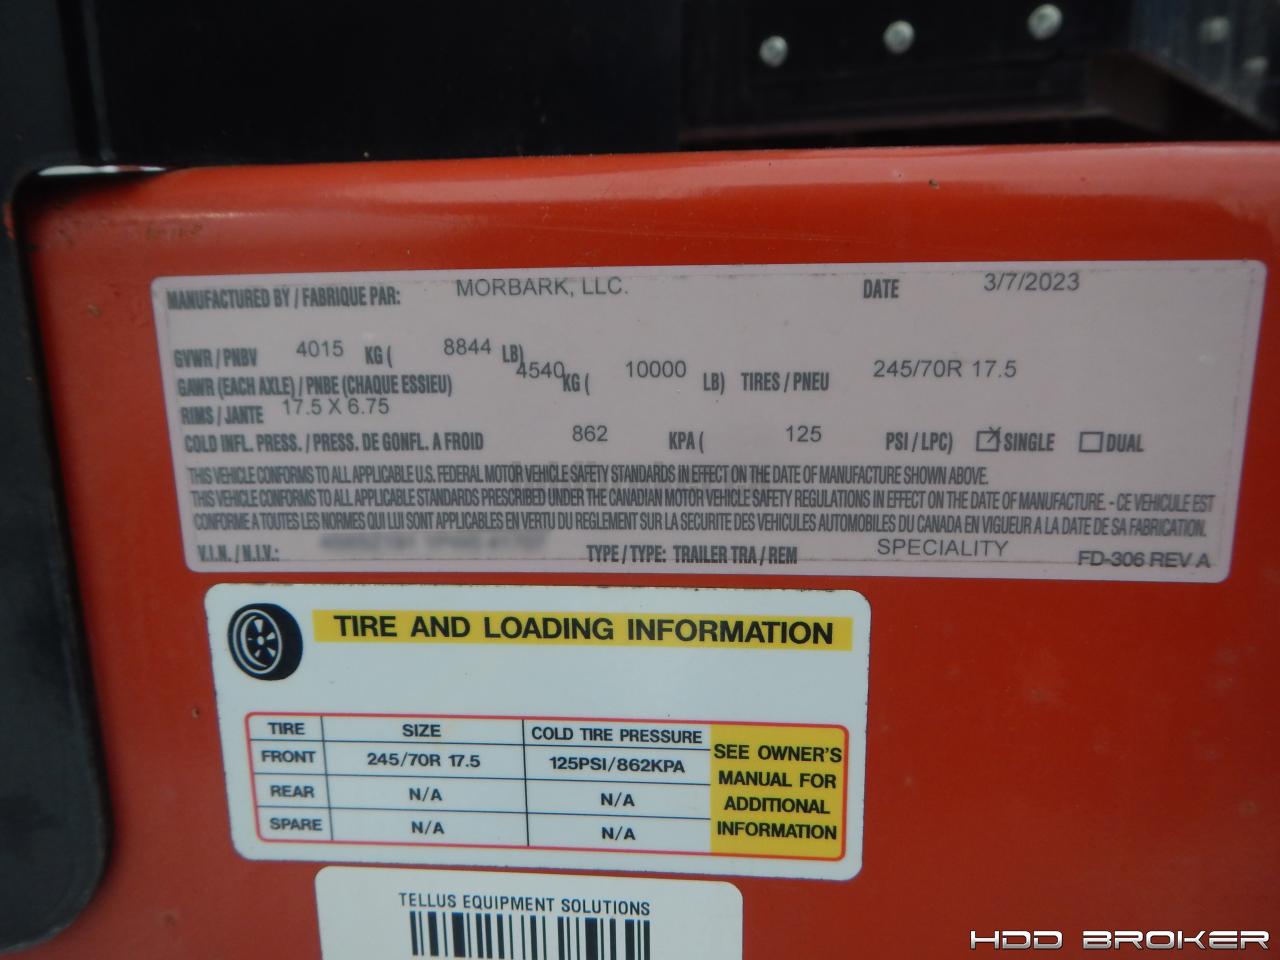 MANUFACTURED BY / FABRIQUE PAR: MORBARK, LLC. DATE 3/7/2023
GVWR / PNBV 4015 KG ( 8844 LB)
GAWR (EACH AXLE) / PNBE (CHAQUE ESSIEU) 4540 KG ( 10000 LB) TIRES / PNEU 245/70R 17.5
RIMS / JANTE 17.5 X 6.75
COLD INFL. PRESS. / PRESS. DE GONFL. A FROID 862 KPA ( 125 PSI / LPC) SINGLE DUAL
THIS VEHICLE CONFORMS TO ALL APPLICABLE U.S. FEDERAL MOTOR VEHICLE SAFETY STANDARDS IN EFFECT ON THE DATE OF MANUFACTURE SHOWN ABOVE.
THIS VEHICLE CONFORMS TO ALL APPLICABLE STANDARDS PRESCRIBED UNDER THE CANADIAN MOTOR VEHICLE SAFETY REGULATIONS IN EFFECT ON THE DATE OF MANUFACTURE. - CE VEHICULE EST
CONFORME A TOUTES LES NORMES QUI LUI SONT APPLICABLES EN VERTU DU REGLEMENT SUR LA SECURITE DES VEHICULES AUTOMOBILES DU CANADA EN VIGUEUR A LA DATE DE SA FABRICATION.
V.I.N. / N.I.V.: TYPE / TYPE: TRAILER TRA / REM SPECIALITY FD-306 REV A
TIRE AND LOADING INFORMATION
TIRE SIZE COLD TIRE PRESSURE
FRONT 245/70R 17.5 125PSI/862KPA
REAR N/A N/A
SPARE N/A N/A
SEE OWNER'S
MANUAL FOR
ADDITIONAL
INFORMATION
TELLUS EQUIPMENT SOLUTIONS
HDD BROKER